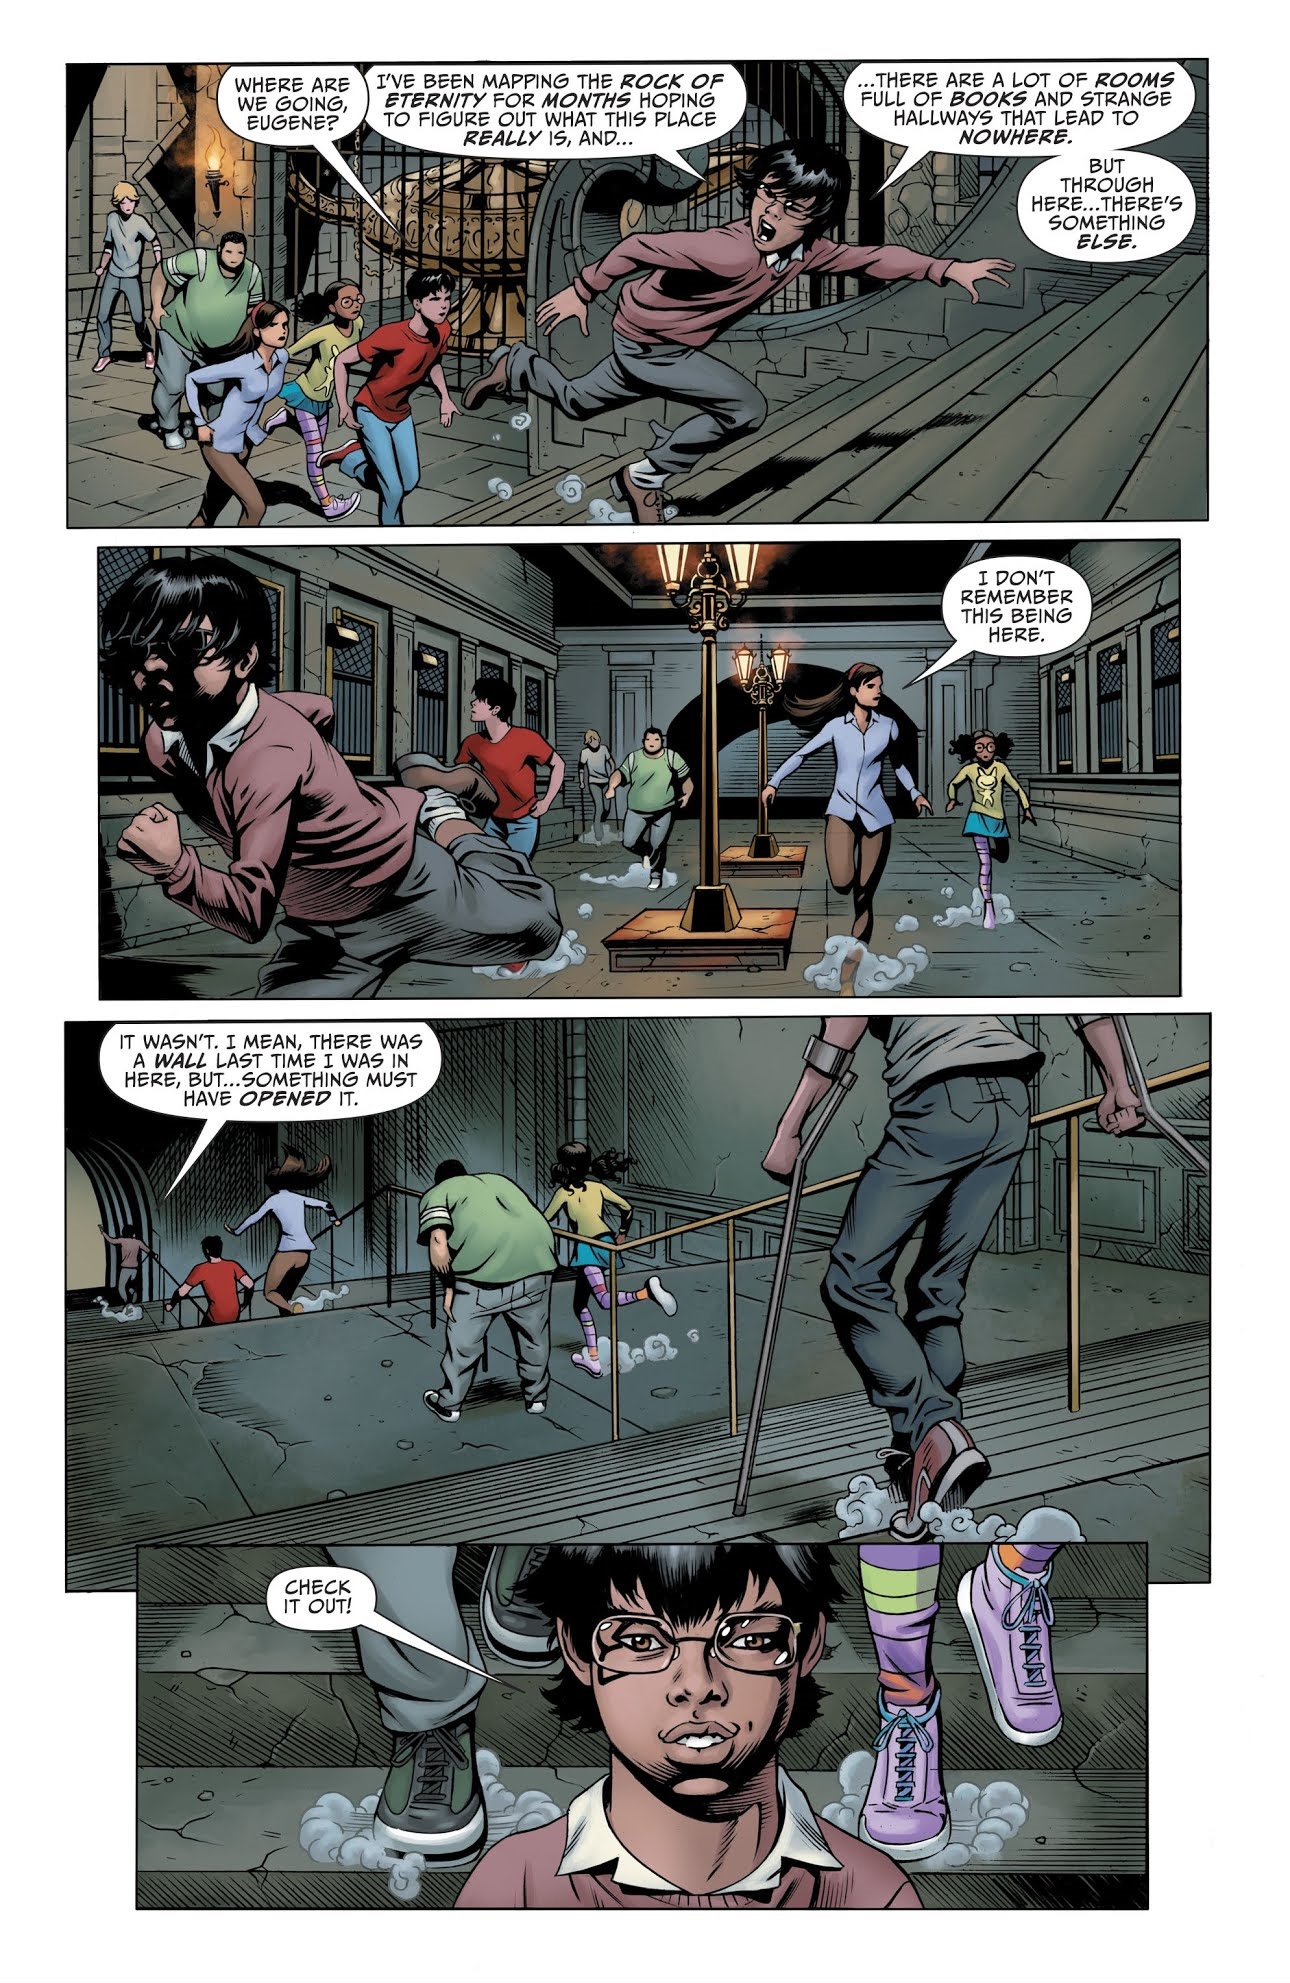 WHERE ARE
WE GOING,
EUGENE?
I'VE BEEN MAPPING THE ROCK OF
ETERNITY FOR MONTHS HOPING
TO FIGURE OUT WHAT THIS PLACE
REALLY IS, AND...
...THERE ARE A LOT OF ROOMS
FULL OF BOOKS AND STRANGE
HALLWAYS THAT LEAD TO
NOWHERE.
BUT
THROUGH
HERE...THERE'S
SOMETHING
ELSE.
I DON'T
REMEMBER
THIS BEING
HERE.
IT WASN'T. I MEAN, THERE WAS
A WALL LAST TIME I WAS IN
HERE, BUT...SOMETHING MUST
HAVE OPENED IT.
CHECK
IT OUT!